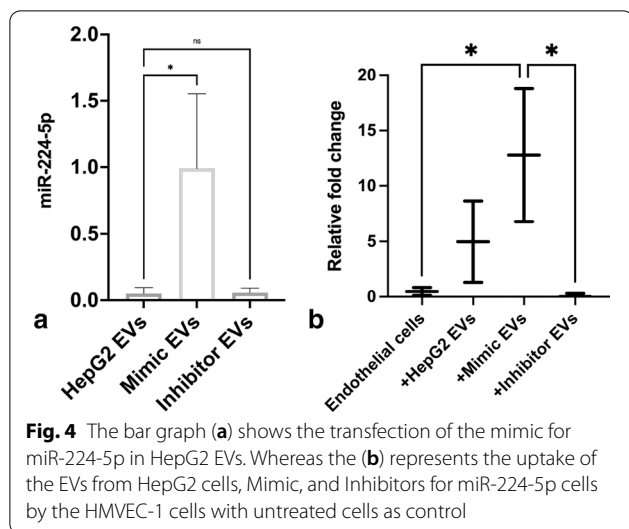 ns
*
miR-224-5p
2.0
1.5
1.0
0.5
0.0
HepG2 EVs
Mimic EVs
Inhibitor EVs
a
* *
Relative fold change
20
15
10
5
0
Endothelial cells
+HepG2 EVs
+Mimic EVs
+Inhibitor EVs
b
Fig. 4 The bar graph (a) shows the transfection of the mimic for
miR-224-5p in HepG2 EVs. Whereas the (b) represents the uptake of
the EVs from HepG2 cells, Mimic, and Inhibitors for miR-224-5p cells
by the HMVEC-1 cells with untreated cells as control